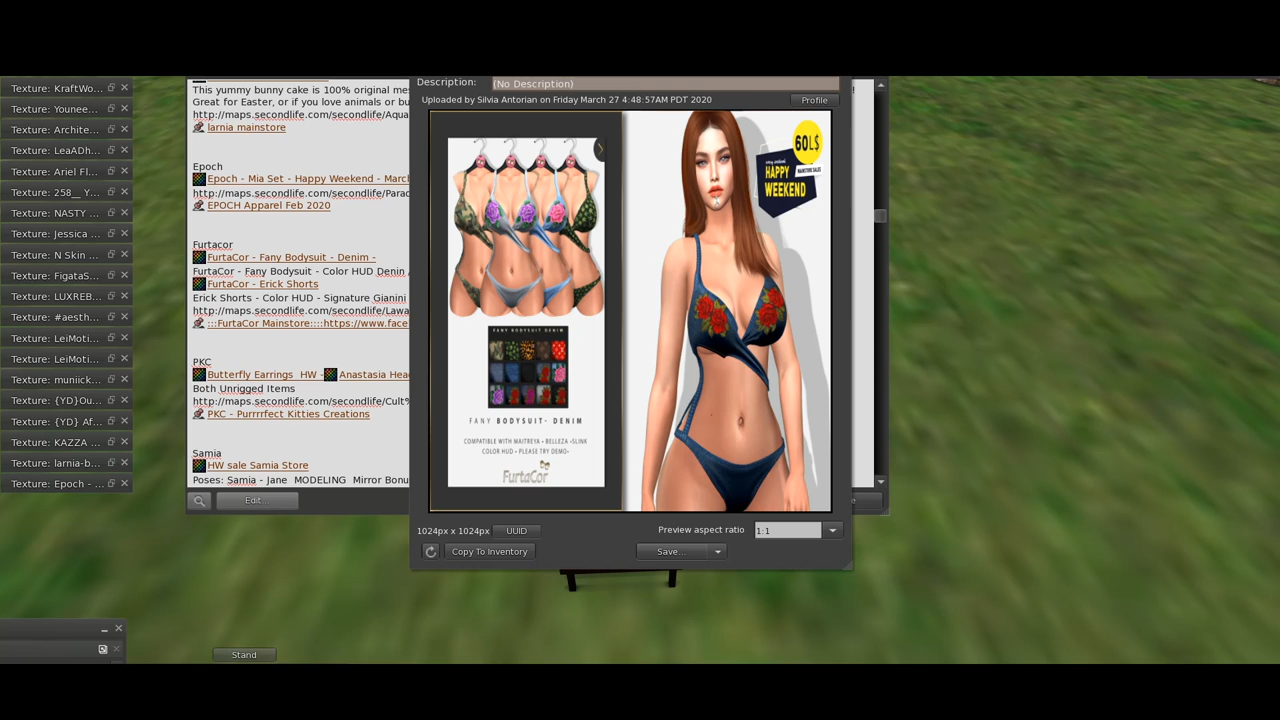 Texture: KraftWo...
Texture: Younee...
Texture: Archite...
Texture: LeaADh...
Texture: Ariel Fl...
Texture: 258__ Y...
Texture: NASTY ...
Texture: Jessica ...
Texture: N Skin ...
Texture: FigataS...
Texture: LUXREB...
Texture: #aesth...
Texture: LeiMoti...
Texture: LeiMoti...
Texture: muniick...
Texture: {YD}Ou...
Texture: {YD} Af...
Texture: KAZZA ...
Texture: larnia-b...
Texture: Epoch - ...
This yummy bunny cake is 100% original mes
Great for Easter, or if you love animals or bu
http://maps.secondlife.com/secondlife/Aqua
larnia mainstore
Epoch
Epoch - Mia Set - Happy Weekend - March
http://maps.secondlife.com/secondlife/Parad
EPOCH Apparel Feb 2020
Furtacor
FurtaCor - Fany Bodysuit - Denim -
FurtaCor - Fany Bodysuit - Color HUD Denin
FurtaCor - Erick Shorts
Erick Shorts - Color HUD - Signature Gianini
http://maps.secondlife.com/secondlife/Lawa
:::FurtaCor Mainstore::::https://www.face
PKC
Butterfly Earrings  HW - Anastasia Hea
Both Unrigged Items
http://maps.secondlife.com/secondlife/Cult%
PKC - Purrrrfect Kitties Creations
Samia
HW sale Samia Store
Poses: Samia - Jane  MODELING  Mirror Bonu
Edit...
Description:
(No Description)
Uploaded by Silvia Antorian on Friday March 27 4:48:57AM PDT 2020
Profile
60L$
HAPPY
WEEKEND
MAINSTORE SALES
FANY BODYSUIT DENIM
FANY BODYSUIT- DENIM
COMPATIBLE WITH MAITREYA • BELLEZA •SLINK
COLOR HUD • PLEASE TRY DEMO•
FurtaCor
1024px x 1024px
UUID
Preview aspect ratio
1:1
Copy To Inventory
Save...
Stand